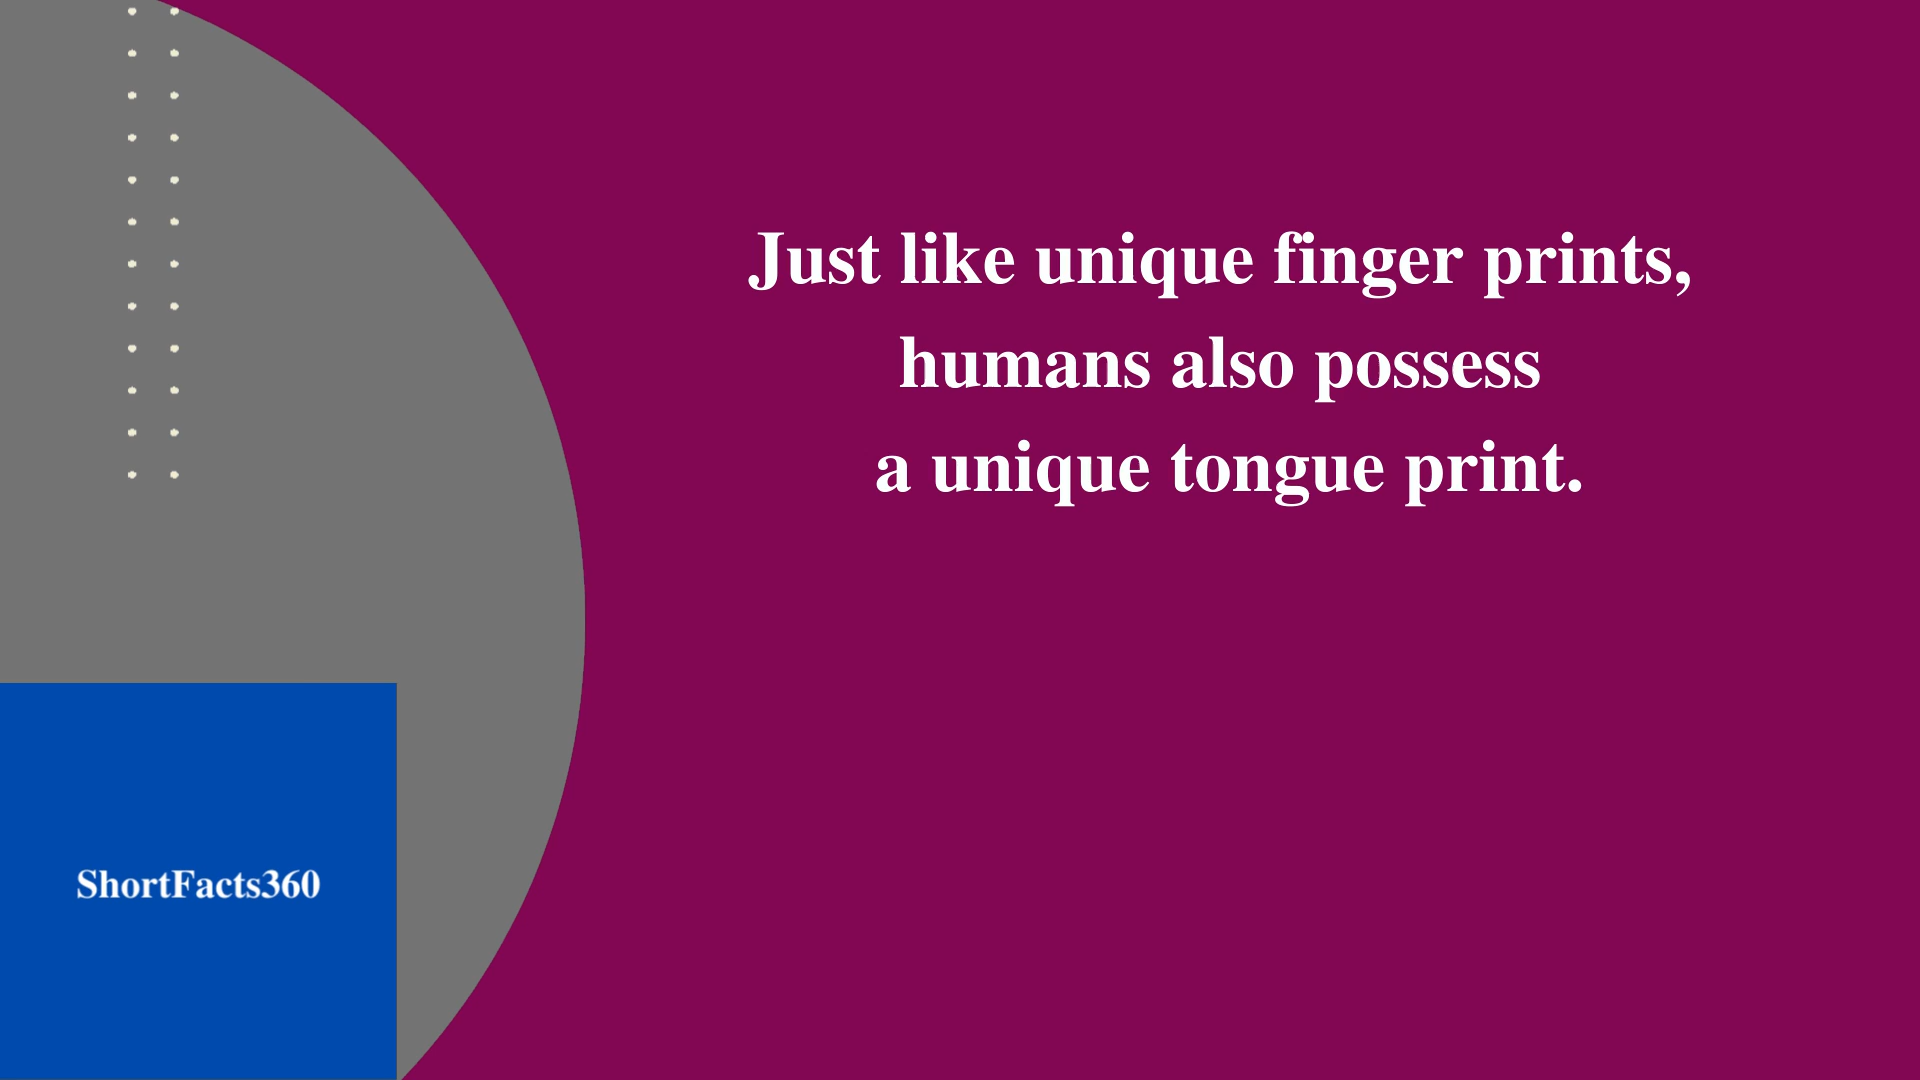 Just like unique finger prints,
humans also possess
a unique tongue print.
ShortFacts360